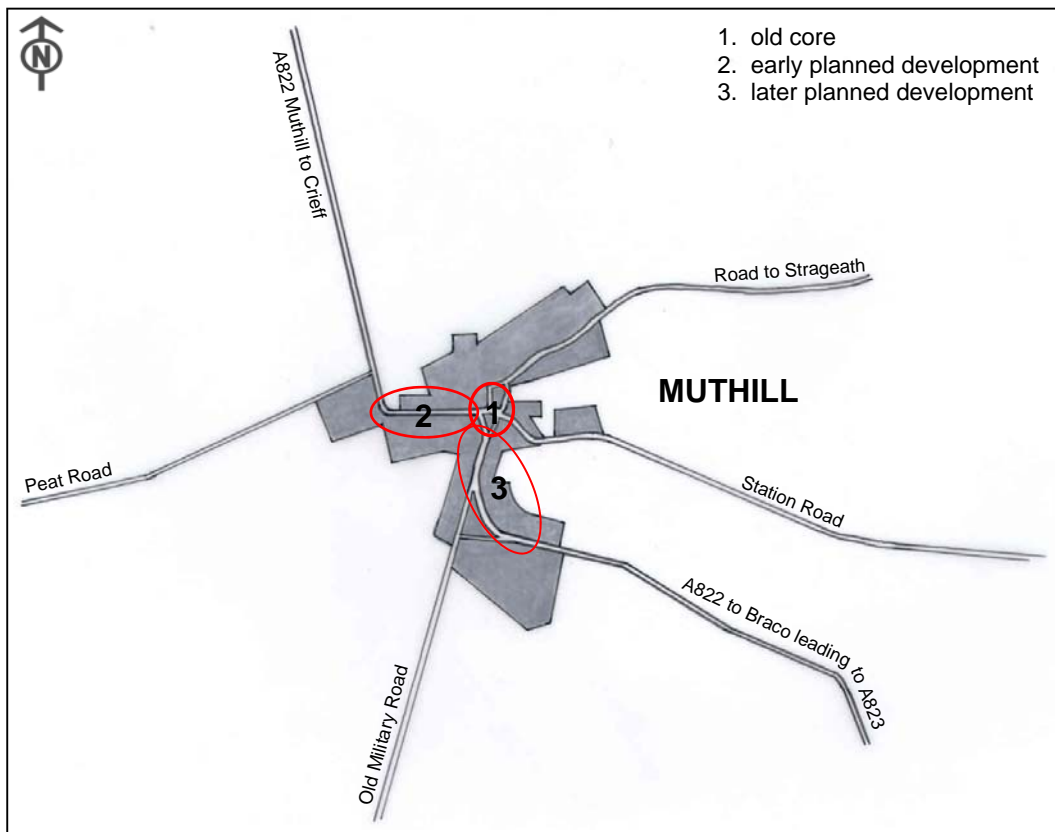 N
1. old core
2. early planned development
3. later planned development
A822 Muthill to Crieff
Road to Strageath
MUTHILL
1
2
3
Peat Road
Station Road
A822 to Braco leading to A823
Old Military Road